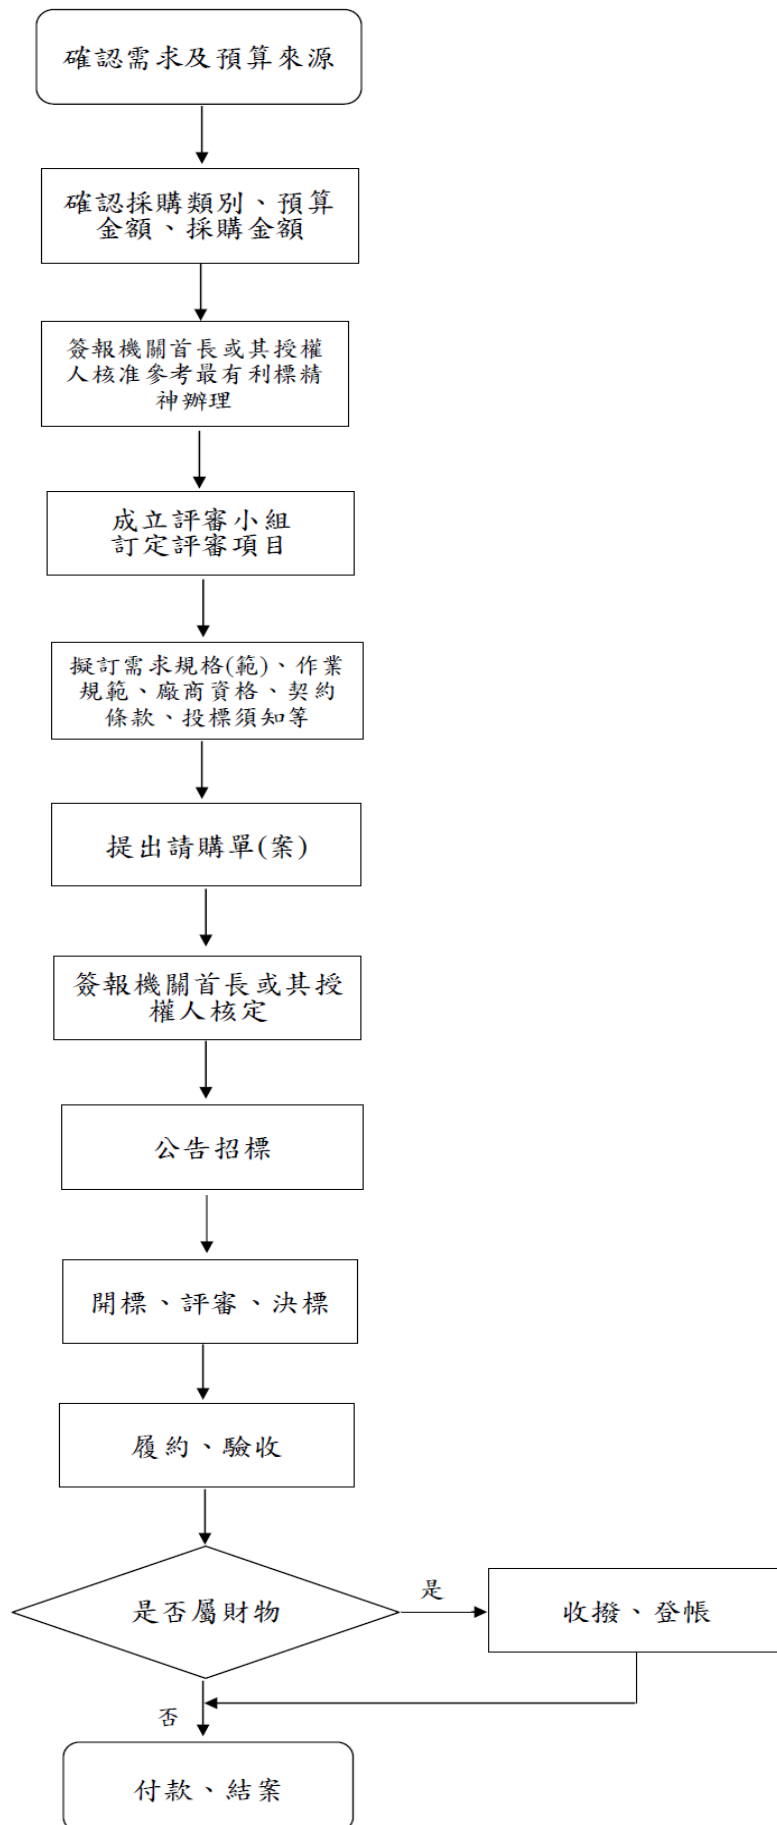 確認需求及預算來源
確認採購類別、預算
金額、採購金額
簽報機關首長或其授權
人核准參考最有利標精
神辦理
成立評審小組
訂定評審項目
擬訂需求規格(範)、作業
規範、廠商資格、契約
條款、投標須知等
提出請購單(案)
簽報機關首長或其授
權人核定
公告招標
開標、評審、決標
履約、驗收
是否屬財物
是
收撥、登帳
否
付款、結案